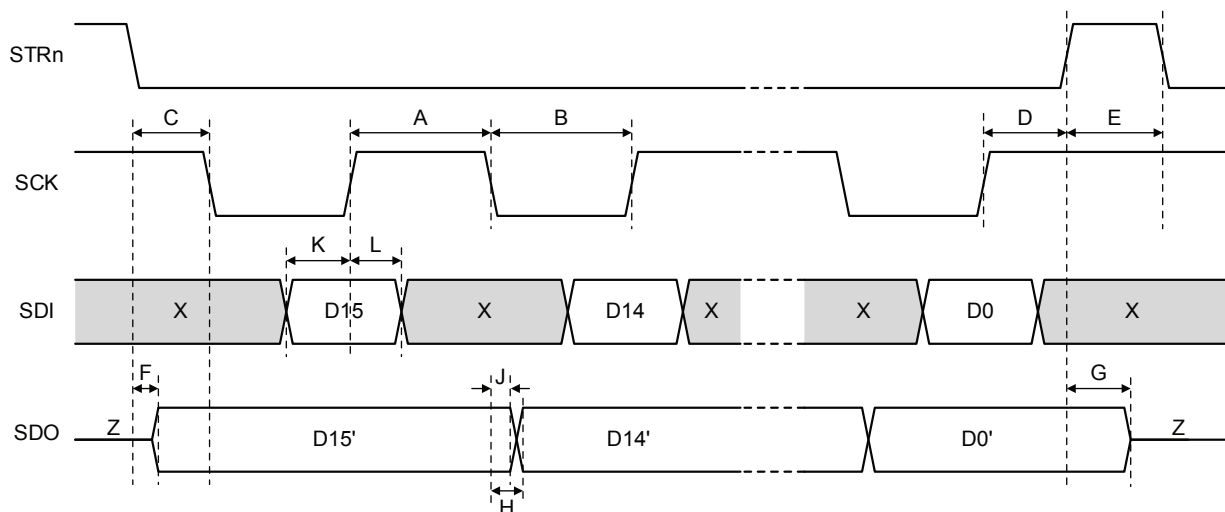 STRn
C
A
B
D
E
SCK
K
L
SDI
X
D15
X
D14
X
X
D0
X
F
J
G
SDO
Z
D15'
D14'
D0'
Z
H